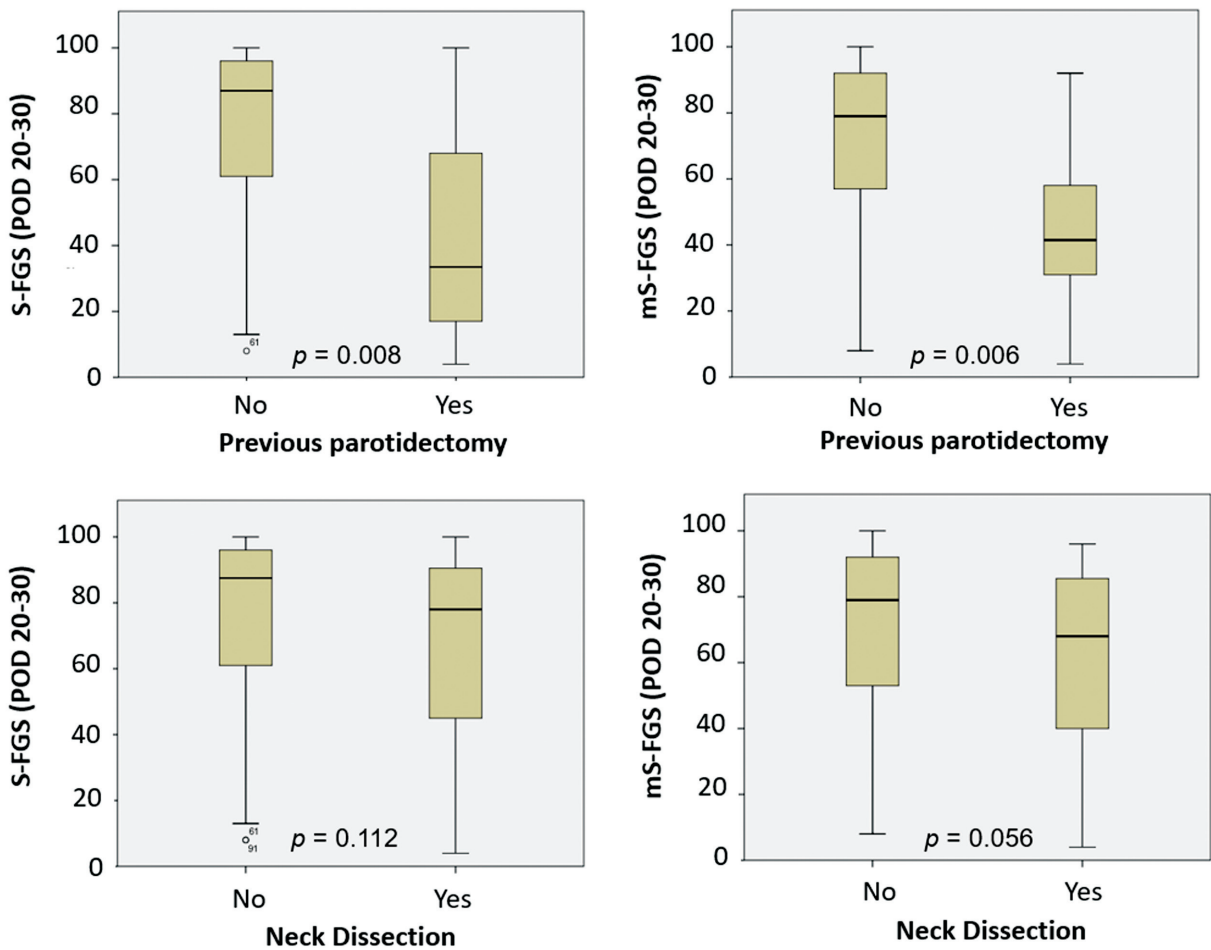 S-FGS (POD 20-30)
100
80
60
40
20
0
61
p = 0.008
No Yes
Previous parotidectomy
mS-FGS (POD 20-30)
100
80
60
40
20
0
p = 0.006
No Yes
Previous parotidectomy
S-FGS (POD 20-30)
100
80
60
40
20
0
61
91
p = 0.112
No Yes
Neck Dissection
mS-FGS (POD 20-30)
100
80
60
40
20
0
p = 0.056
No Yes
Neck Dissection